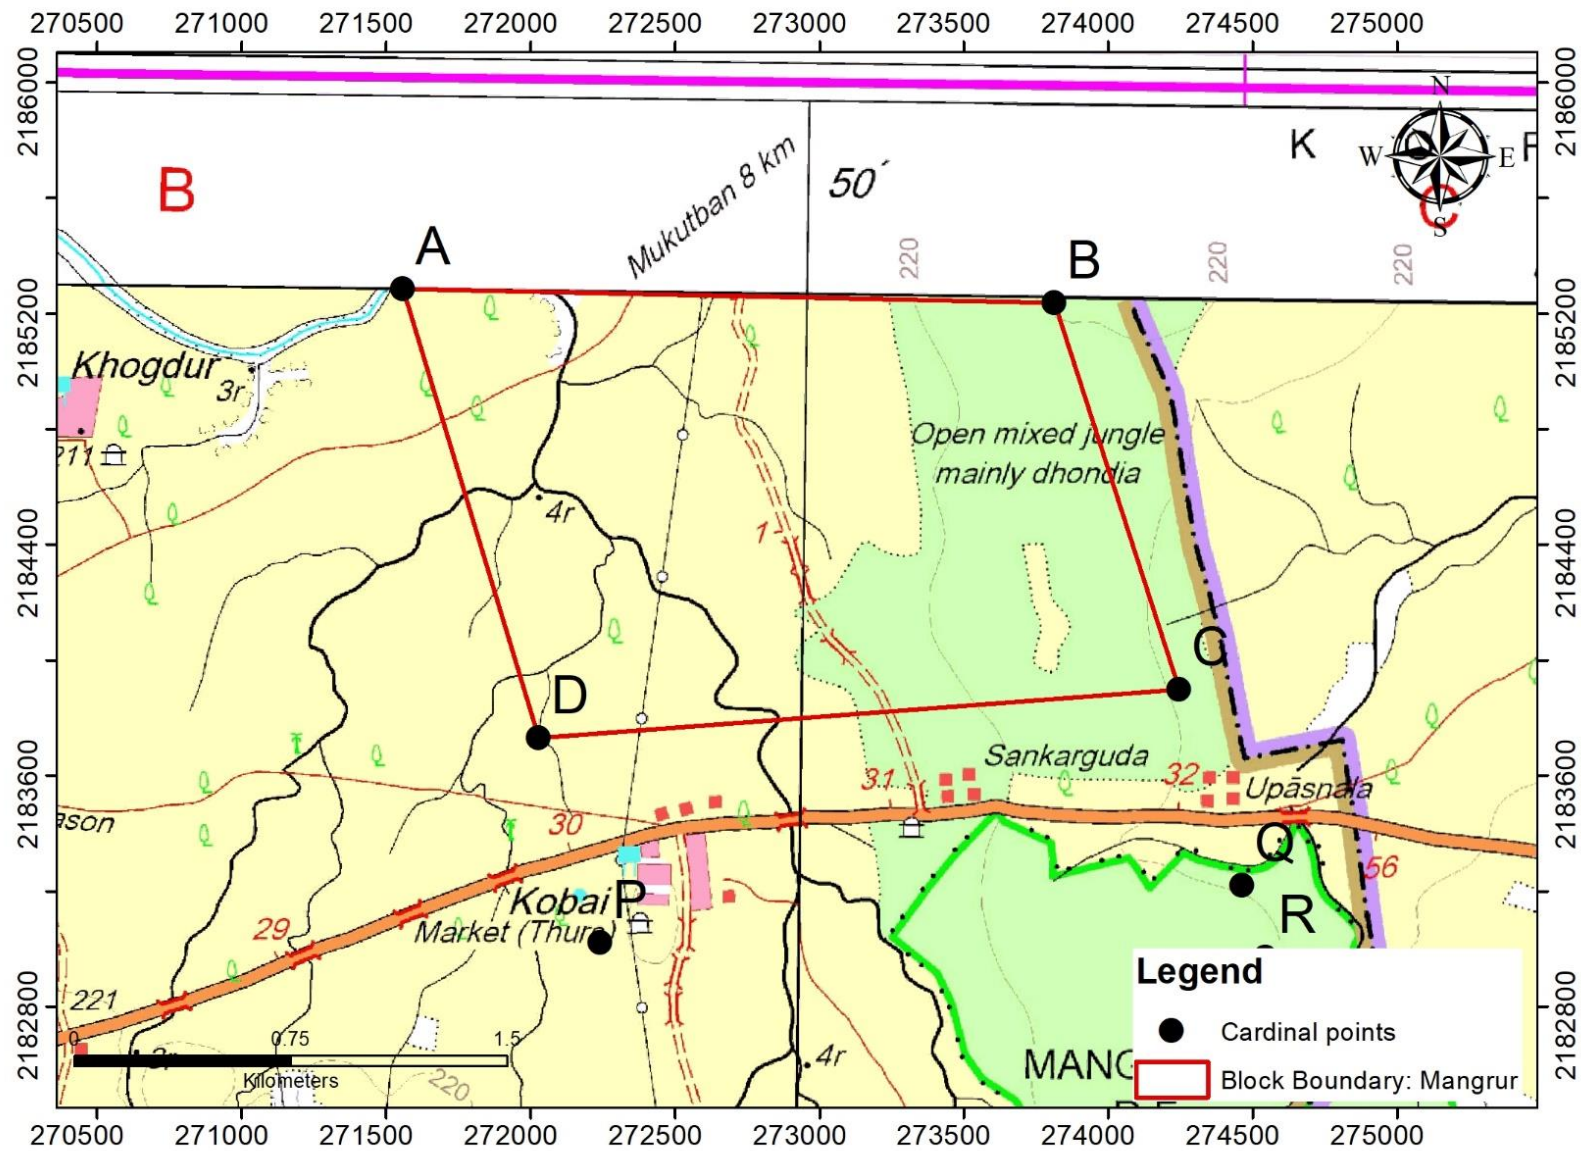 270500 271000 271500 272000 272500 273000 273500 274000 274500 275000
2186000 2186000
N
K
W E
S
B
Mukutban 8 km
50´
220 220 220
A
B
2185200 2185200
Khogdur
3r
211
Open mixed jungle
mainly dhondia
4r
1
2184400 2184400
C
D
Sankarguda
31 32
2183600 2183600
Upāsnala
ason
30
Q
56
Kobai P
R
29
Market (Thurs)
221
2182800 2182800
Legend
Cardinal points
Block Boundary: Mangrur
0 0.75 1.5
Kilometers
3r
220
4r
MANG
270500 271000 271500 272000 272500 273000 273500 274000 274500 275000